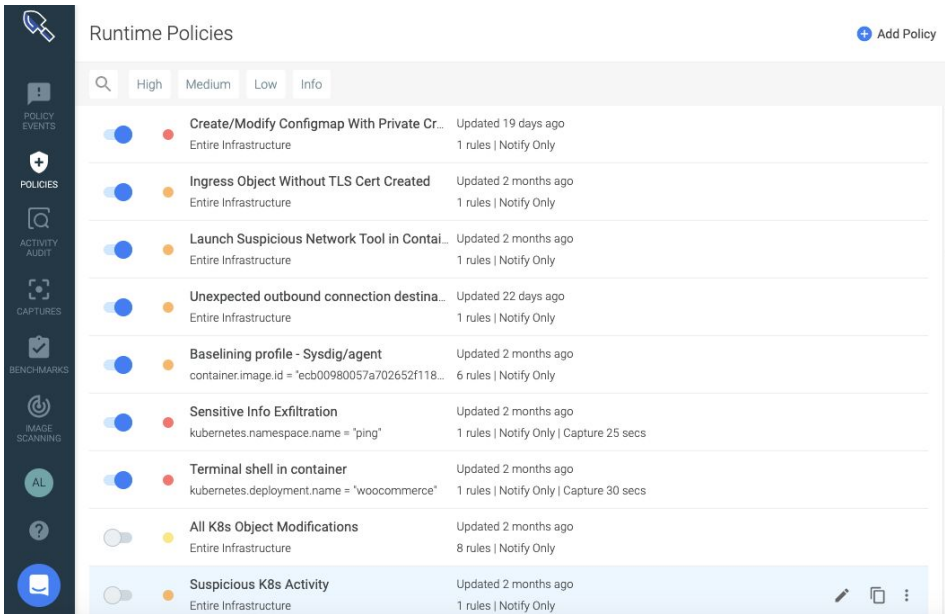 Runtime Policies
Add Policy
High Medium Low Info
POLICY
EVENTS
POLICIES
ACTIVITY
AUDIT
CAPTURES
BENCHMARKS
IMAGE
SCANNING
AL
Create/Modify Configmap With Private Cr... Updated 19 days ago
Entire Infrastructure 1 rules | Notify Only
Ingress Object Without TLS Cert Created Updated 2 months ago
Entire Infrastructure 1 rules | Notify Only
Launch Suspicious Network Tool in Contai... Updated 2 months ago
Entire Infrastructure 1 rules | Notify Only
Unexpected outbound connection destina... Updated 22 days ago
Entire Infrastructure 1 rules | Notify Only
Baselining profile - Sysdig/agent Updated 2 months ago
container.image.id = "ecb00980057a702652f118... 6 rules | Notify Only
Sensitive Info Exfiltration Updated 2 months ago
kubernetes.namespace.name = "ping" 1 rules | Notify Only | Capture 25 secs
Terminal shell in container Updated 2 months ago
kubernetes.deployment.name = "woocommerce" 1 rules | Notify Only | Capture 30 secs
All K8s Object Modifications Updated 2 months ago
Entire Infrastructure 8 rules | Notify Only
Suspicious K8s Activity Updated 2 months ago
Entire Infrastructure 1 rules | Notify Only